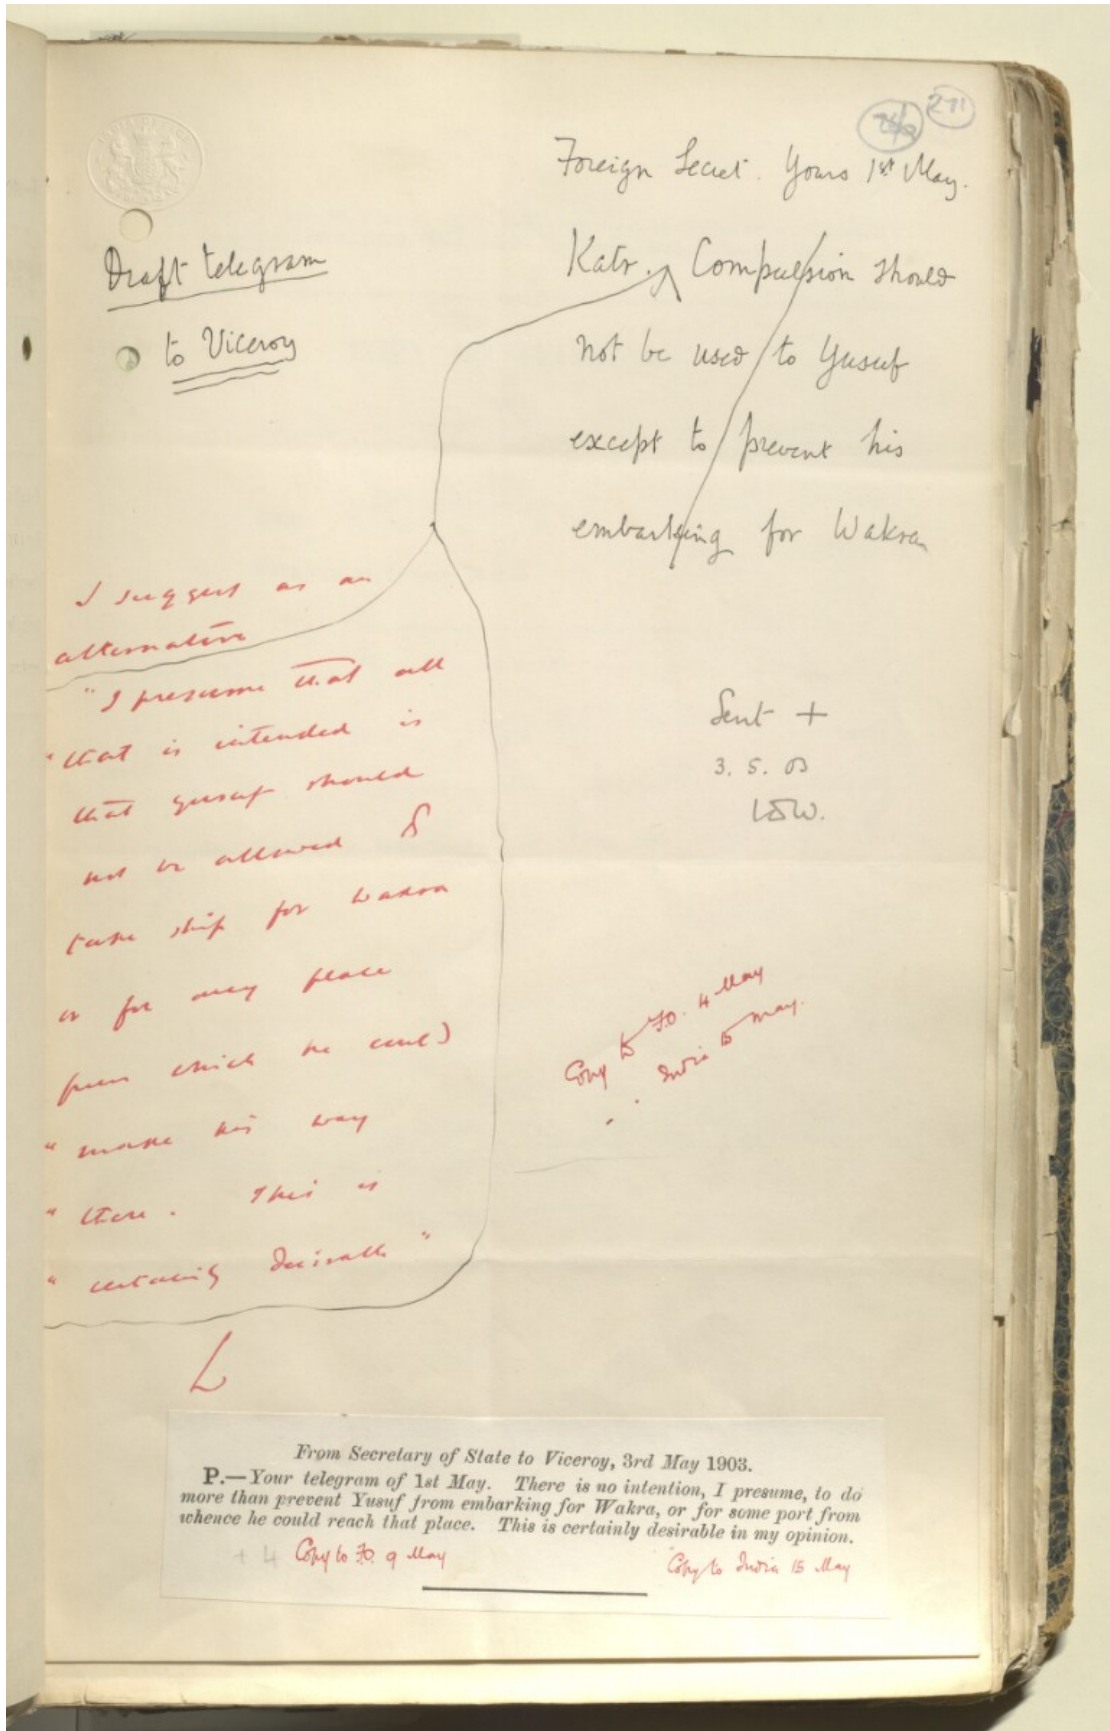 271
Foreign Secret. Yours 1st May.
Draft telegram
to Viceroy
Katr. Compulsion should
not be used to Yusuf
except to prevent his
embarking for Wakra
I suggest as an
alternative
"I presume that all
"that is intended is
that Yusuf should
not be allowed to
take ship for Wakra
or for any place
from which he could
"make his way
"there. This is
"certainly desirable"
L
Sent +
3. 5. 03
Copy to F.O. 4 May
India 15 May.
From Secretary of State to Viceroy, 3rd May 1903.
P.—Your telegram of 1st May. There is no intention, I presume, to do
more than prevent Yusuf from embarking for Wakra, or for some port from
whence he could reach that place. This is certainly desirable in my opinion.
+ 4 Copy to F.O. 9 May
Copy to India 15 May